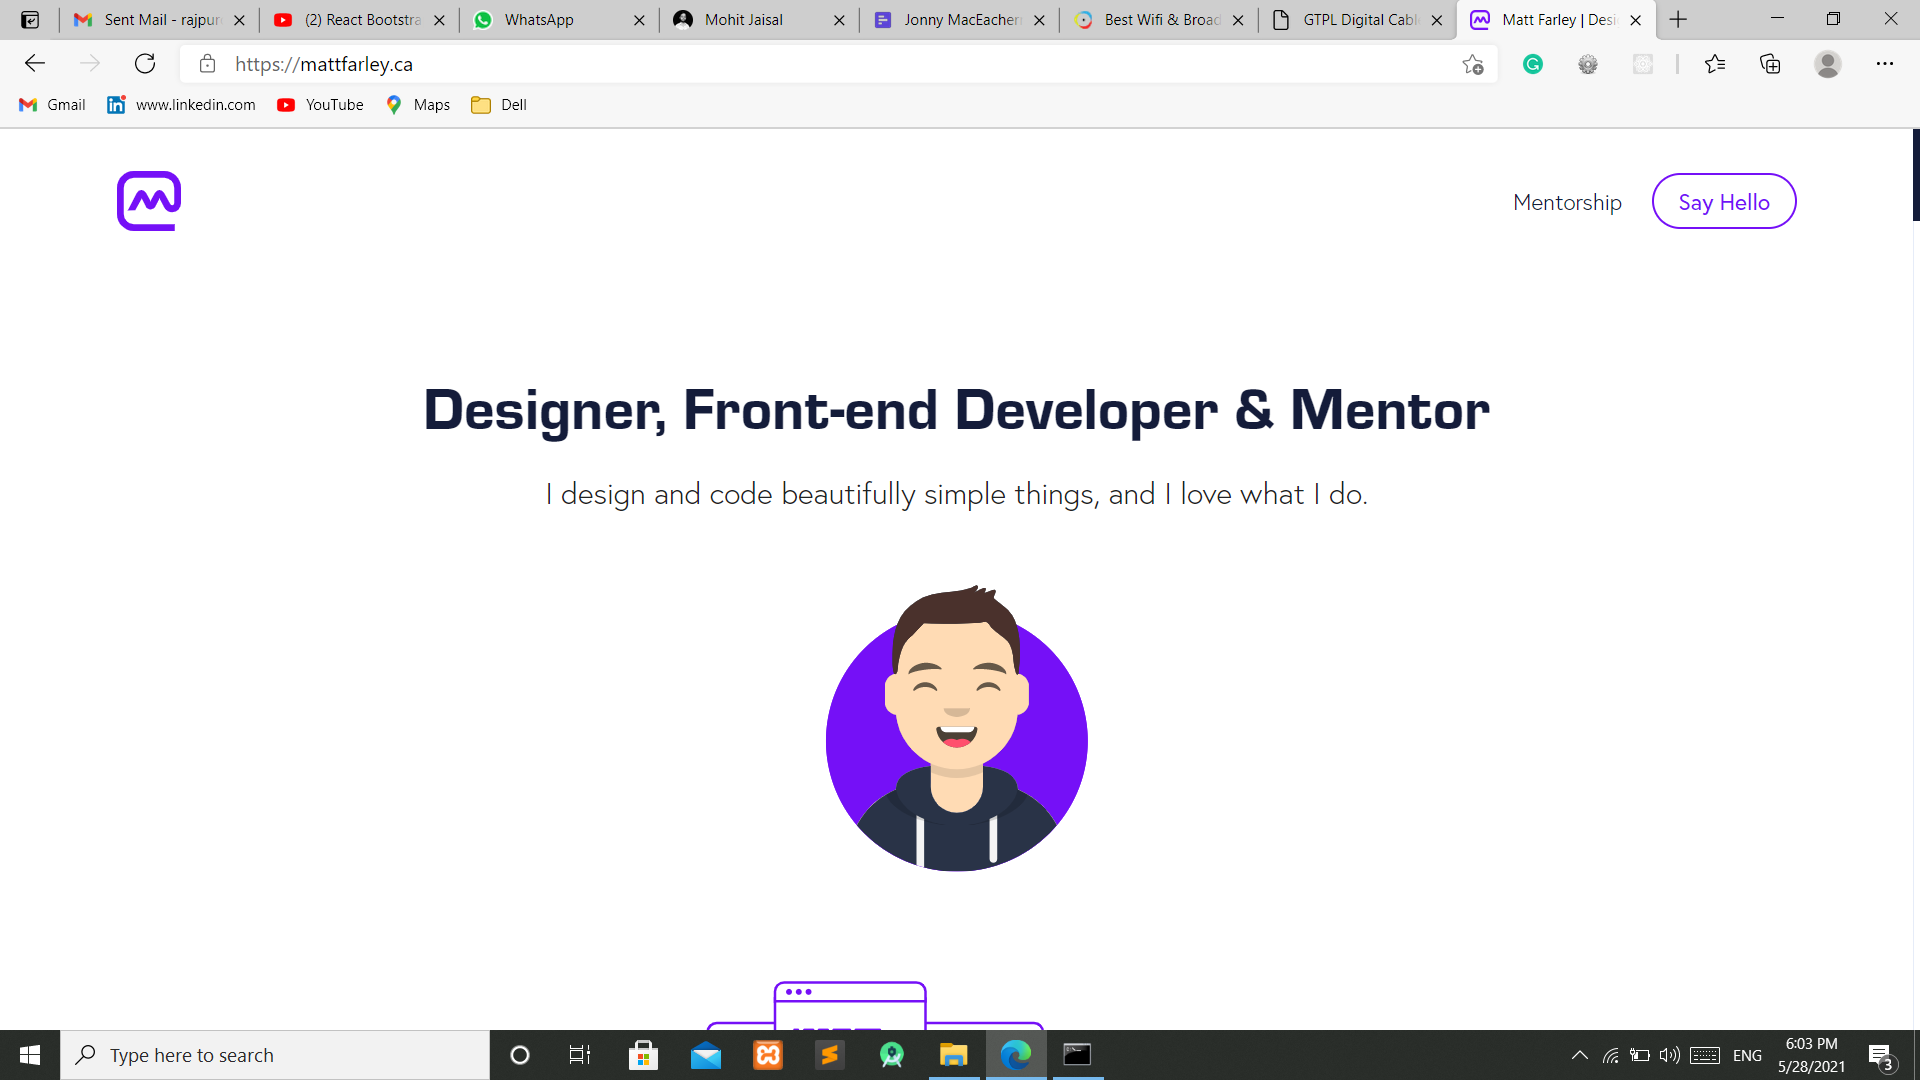 Sent Mail - rajpur
(2) React Bootstra
WhatsApp
Mohit Jaisal
Jonny MacEacher
Best Wifi & Broad
GTPL Digital Cabl
Matt Farley | Desi
https://mattfarley.ca
Gmail
www.linkedin.com
YouTube
Maps
Dell
Mentorship
Say Hello
Designer, Front-end Developer & Mentor
I design and code beautifully simple things, and I love what I do.
Type here to search
ENG
6:03 PM
5/28/2021
3